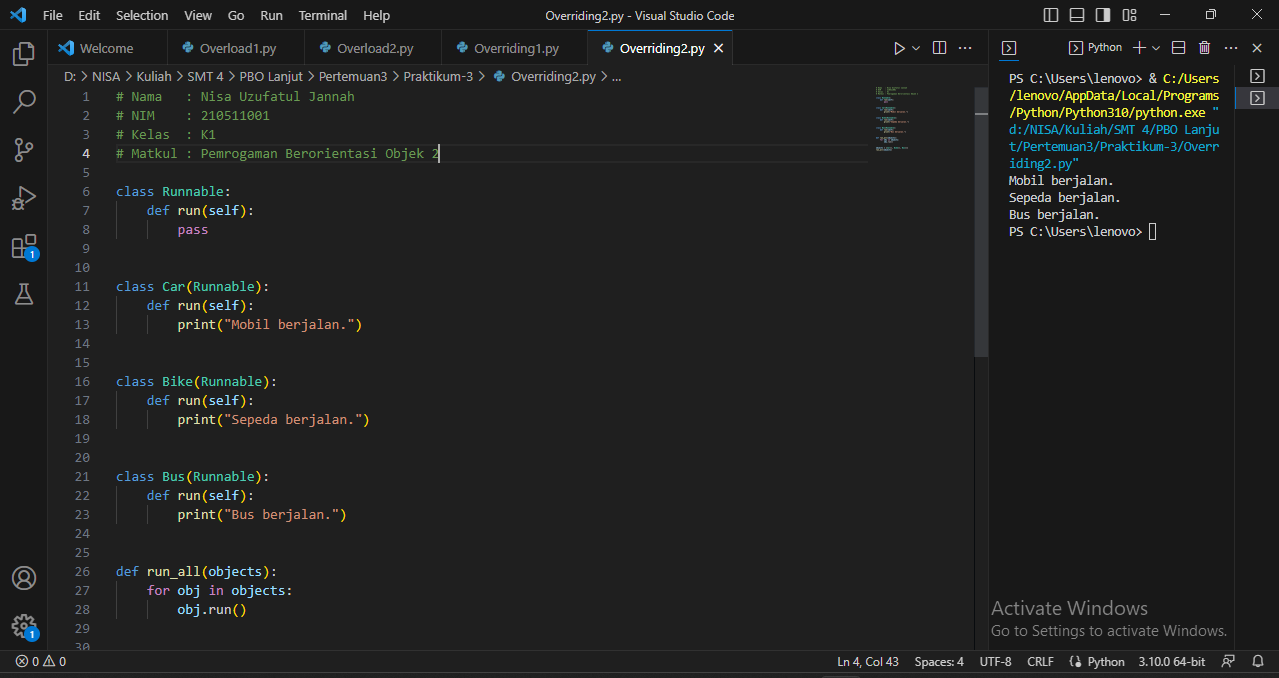 File Edit Selection View Go Run Terminal Help
Overriding2.py - Visual Studio Code
Welcome
Overload1.py
Overload2.py
Overriding1.py
Overriding2.py
D: > NISA > Kuliah > SMT 4 > PBO Lanjut > Pertemuan3 > Praktikum-3 > Overriding2.py > ...
1 # Nama   : Nisa Uzufatul Jannah
2 # NIM    : 210511001
3 # Kelas  : K1
4 # Matkul : Pemrogaman Berorientasi Objek 2
5
6 class Runnable:
7     def run(self):
8         pass
9
10
11 class Car(Runnable):
12     def run(self):
13         print("Mobil berjalan.")
14
15
16 class Bike(Runnable):
17     def run(self):
18         print("Sepeda berjalan.")
19
20
21 class Bus(Runnable):
22     def run(self):
23         print("Bus berjalan.")
24
25
26 def run_all(objects):
27     for obj in objects:
28         obj.run()
29
30
Python
PS C:\Users\lenovo> & C:/Users
/lenovo/AppData/Local/Programs
/Python/Python310/python.exe "
d:/NISA/Kuliah/SMT 4/PBO Lanju
t/Pertemuan3/Praktikum-3/Overr
iding2.py"
Mobil berjalan.
Sepeda berjalan.
Bus berjalan.
PS C:\Users\lenovo>
1
1
Activate Windows
Go to Settings to activate Windows.
0 0
Ln 4, Col 43 Spaces: 4 UTF-8 CRLF Python 3.10.0 64-bit